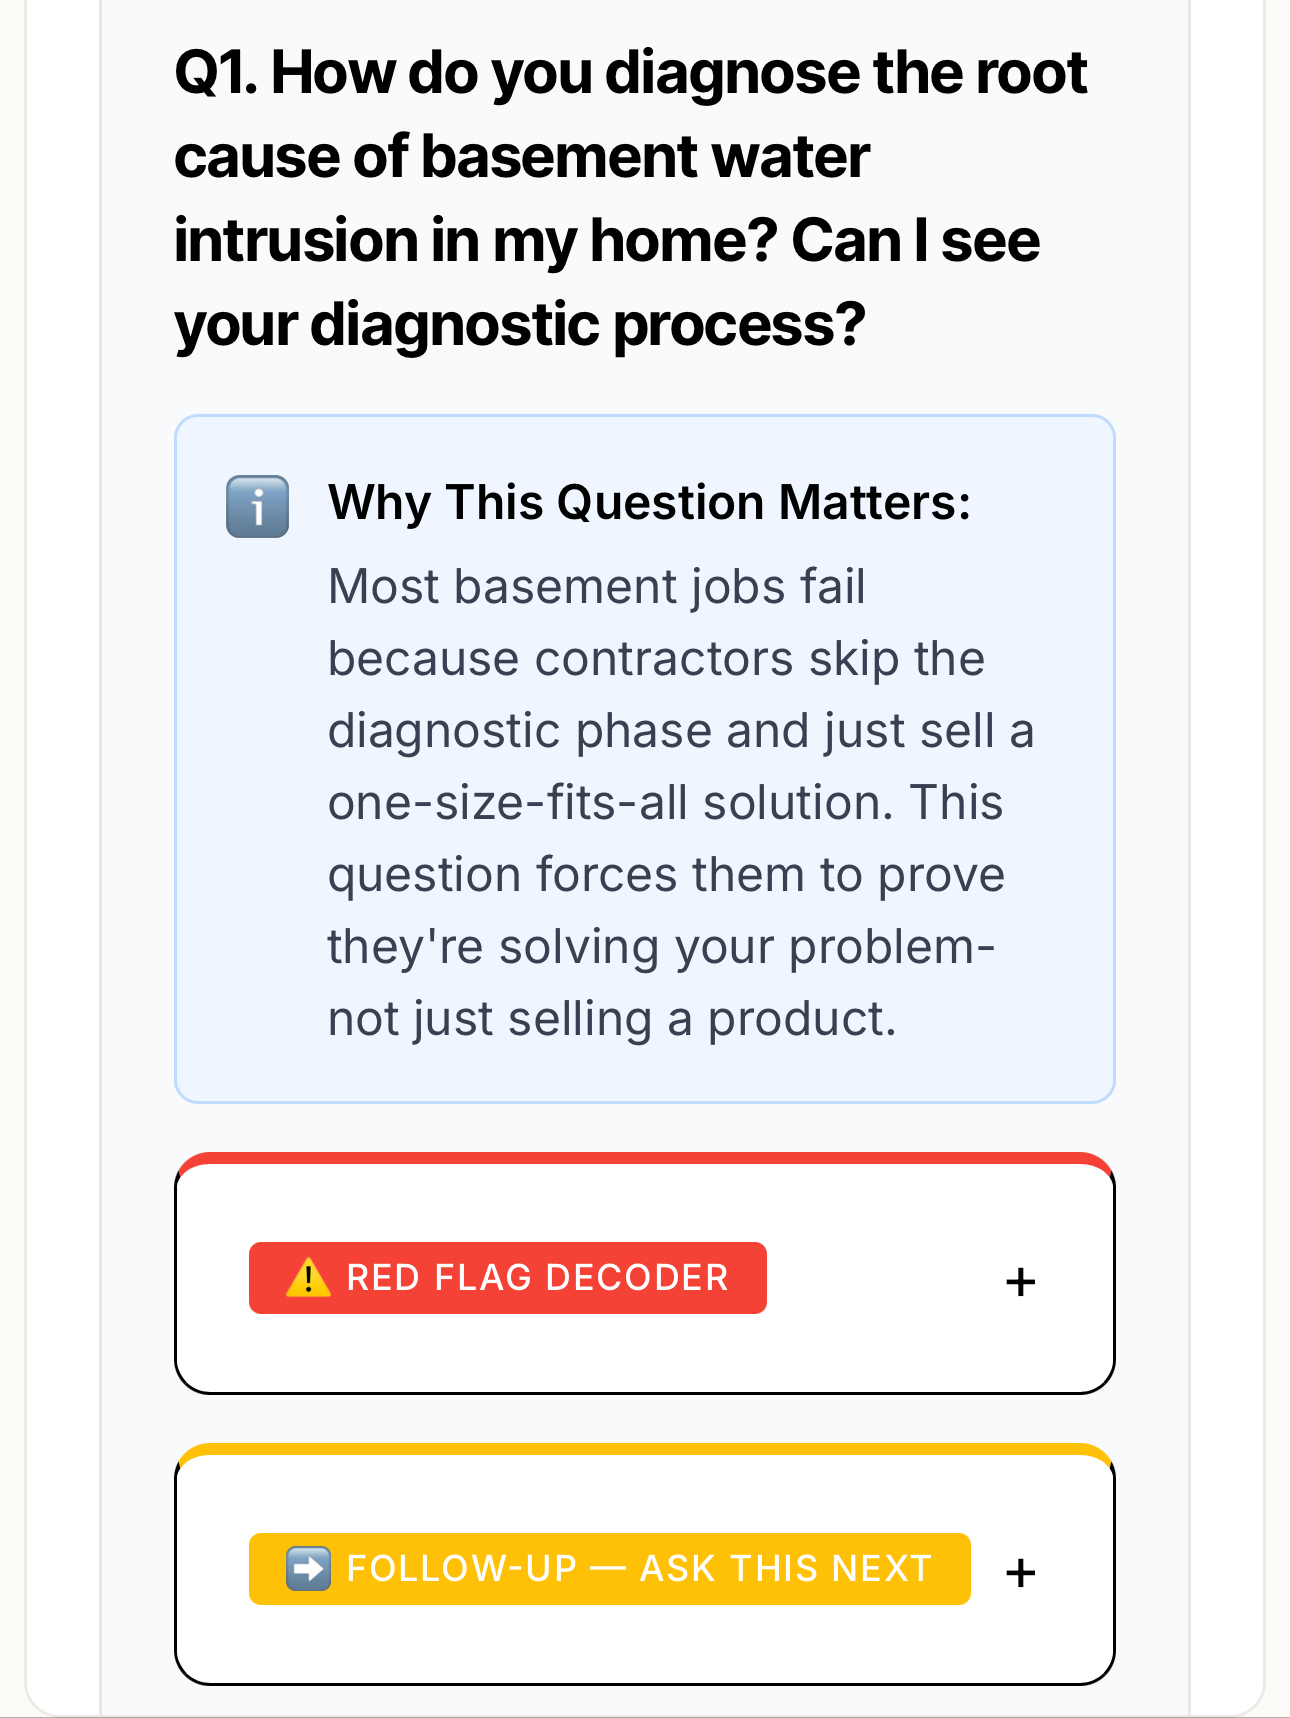 Q1. How do you diagnose the root
cause of basement water
intrusion in my home? Can I see
your diagnostic process?
Why This Question Matters:
Most basement jobs fail
because contractors skip the
diagnostic phase and just sell a
one-size-fits-all solution. This
question forces them to prove
they're solving your problem-
not just selling a product.
⚠️ RED FLAG DECODER +
➡️ FOLLOW-UP — ASK THIS NEXT +